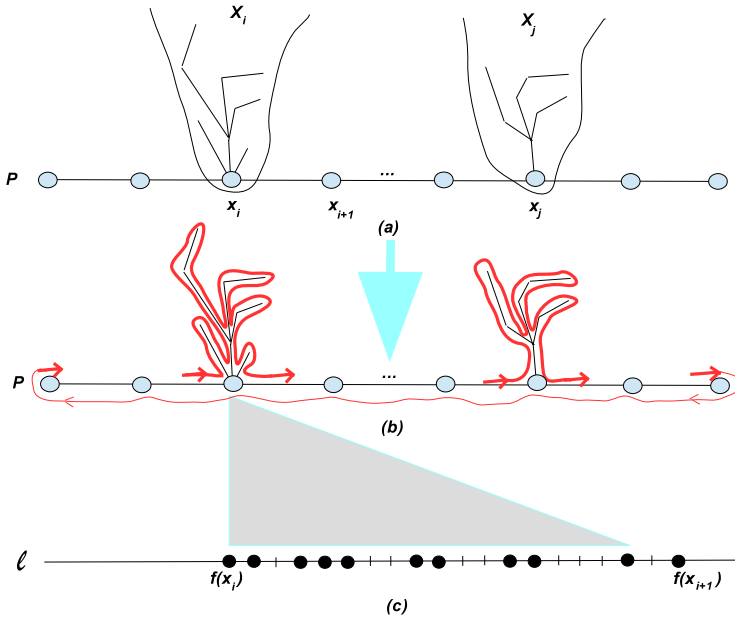 X_i X_j
P ...
x_i x_{i+1} x_j
(a)
P ...
(b)
ℓ
f(x_i) f(x_{i+1})
(c)